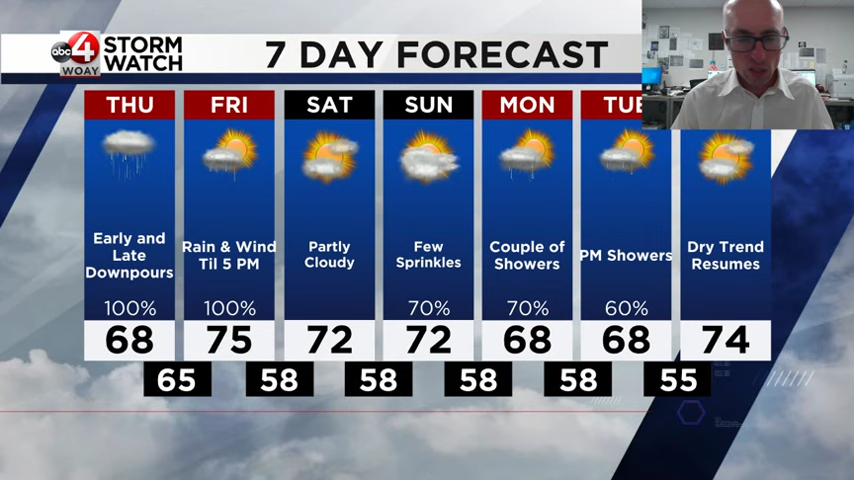 abc 4
WOAY
STORM
WATCH
7 DAY FORECAST
THU
FRI
SAT
SUN
MON
TUE
Early and
Late
Downpours
Rain & Wind
Til 5 PM
Partly
Cloudy
Few
Sprinkles
Couple of
Showers
PM Showers
Dry Trend
Resumes
100%
100%
70%
70%
60%
68
75
72
72
68
68
74
65
58
58
58
58
55